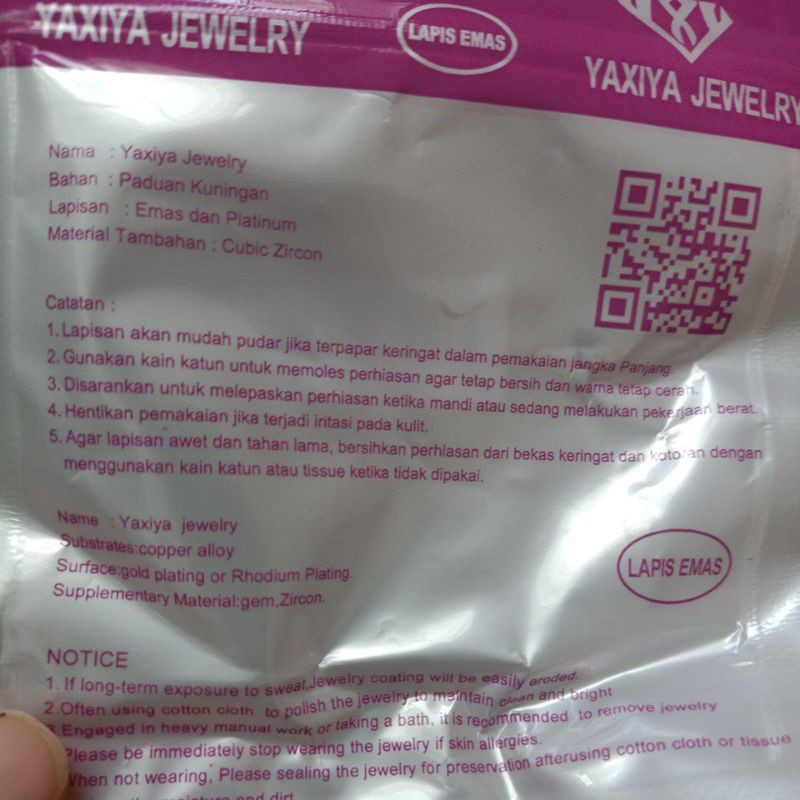 YAXIYA JEWELRY
LAPIS EMAS
YAXIYA JEWELRY
Nama : Yaxiya Jewelry
Bahan : Paduan Kuningan
Lapisan : Emas dan Platinum
Material Tambahan : Cubic Zircon
Catatan :
1. Lapisan akan mudah pudar jika terpapar keringat dalam pemakaian jangka Panjang.
2. Gunakan kain katun untuk memoles perhiasan agar tetap bersih dan warna tetap cerah.
3. Disarankan untuk melepaskan perhiasan ketika mandi atau sedang melakukan pekerjaan berat.
4. Hentikan pemakaian jika terjadi iritasi pada kulit.
5. Agar lapisan awet dan tahan lama, bersihkan perhiasan dari bekas keringat dan kotoran dengan
menggunakan kain katun atau tissue ketika tidak dipakai.
Name : Yaxiya jewelry
Substrates:copper alloy
Surface:gold plating or Rhodium Plating.
Supplementary Material:gem,Zircon.
LAPIS EMAS
NOTICE
1. If long-term exposure to sweat,Jewelry coating will be easily eroded.
2.Often using cotton cloth to polish the jewelry to maintain clean and bright
3.Engaged in heavy manual work or taking a bath, it is recommended to remove jewelry
Please be immediately stop wearing the jewelry if skin allergies.
When not wearing, Please sealing the jewelry for preservation afterusing cotton cloth or tissue
moisture and dirt